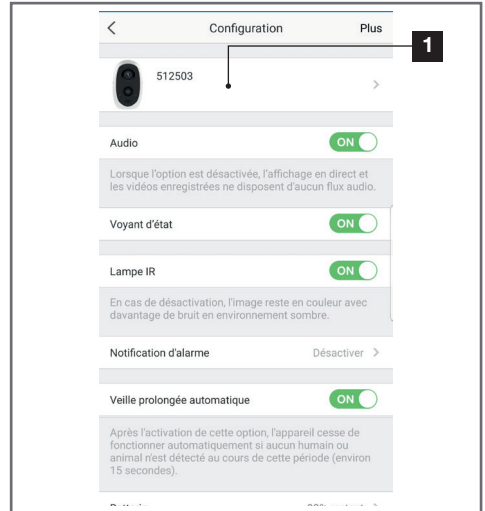 Configuration Plus
1
512503
Audio ON
Lorsque l'option est désactivée, l'affichage en direct et
les vidéos enregistrées ne disposent d'aucun flux audio.
Voyant d'état ON
Lampe IR ON
En cas de désactivation, l'image reste en couleur avec
davantage de bruit en environnement sombre.
Notification d'alarme Désactiver
Veille prolongée automatique ON
Après l'activation de cette option, l'appareil cesse de
fonctionner automatiquement si aucun humain ou
animal n'est détecté au cours de cette période (environ
15 secondes).